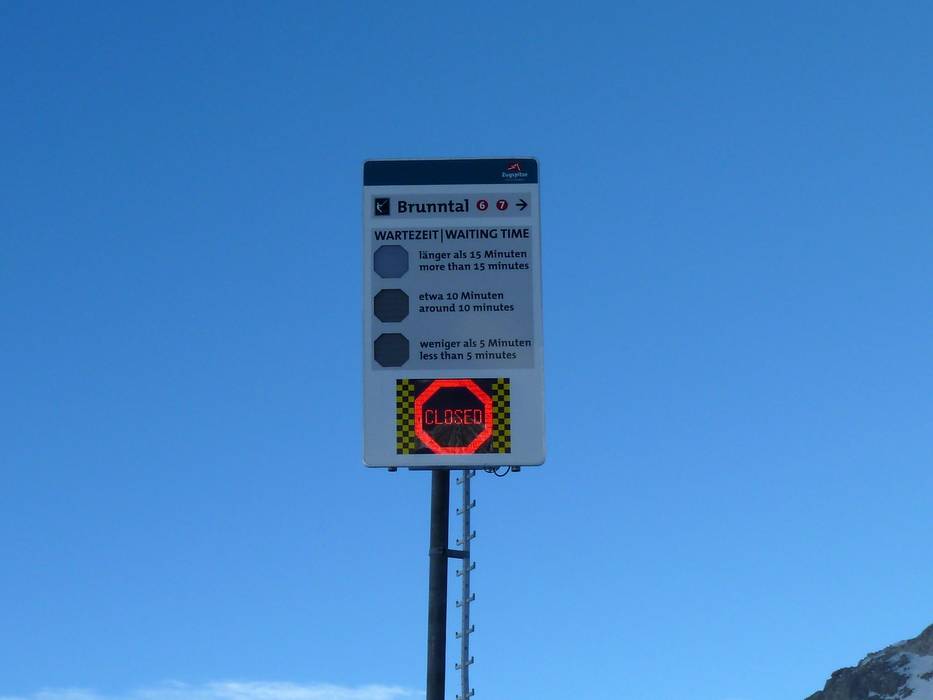 Zugspitze
Brunntal 6 7 →
WARTEZEIT|WAITING TIME
länger als 15 Minuten
more than 15 minutes
etwa 10 Minuten
around 10 minutes
weniger als 5 Minuten
less than 5 minutes
CLOSED